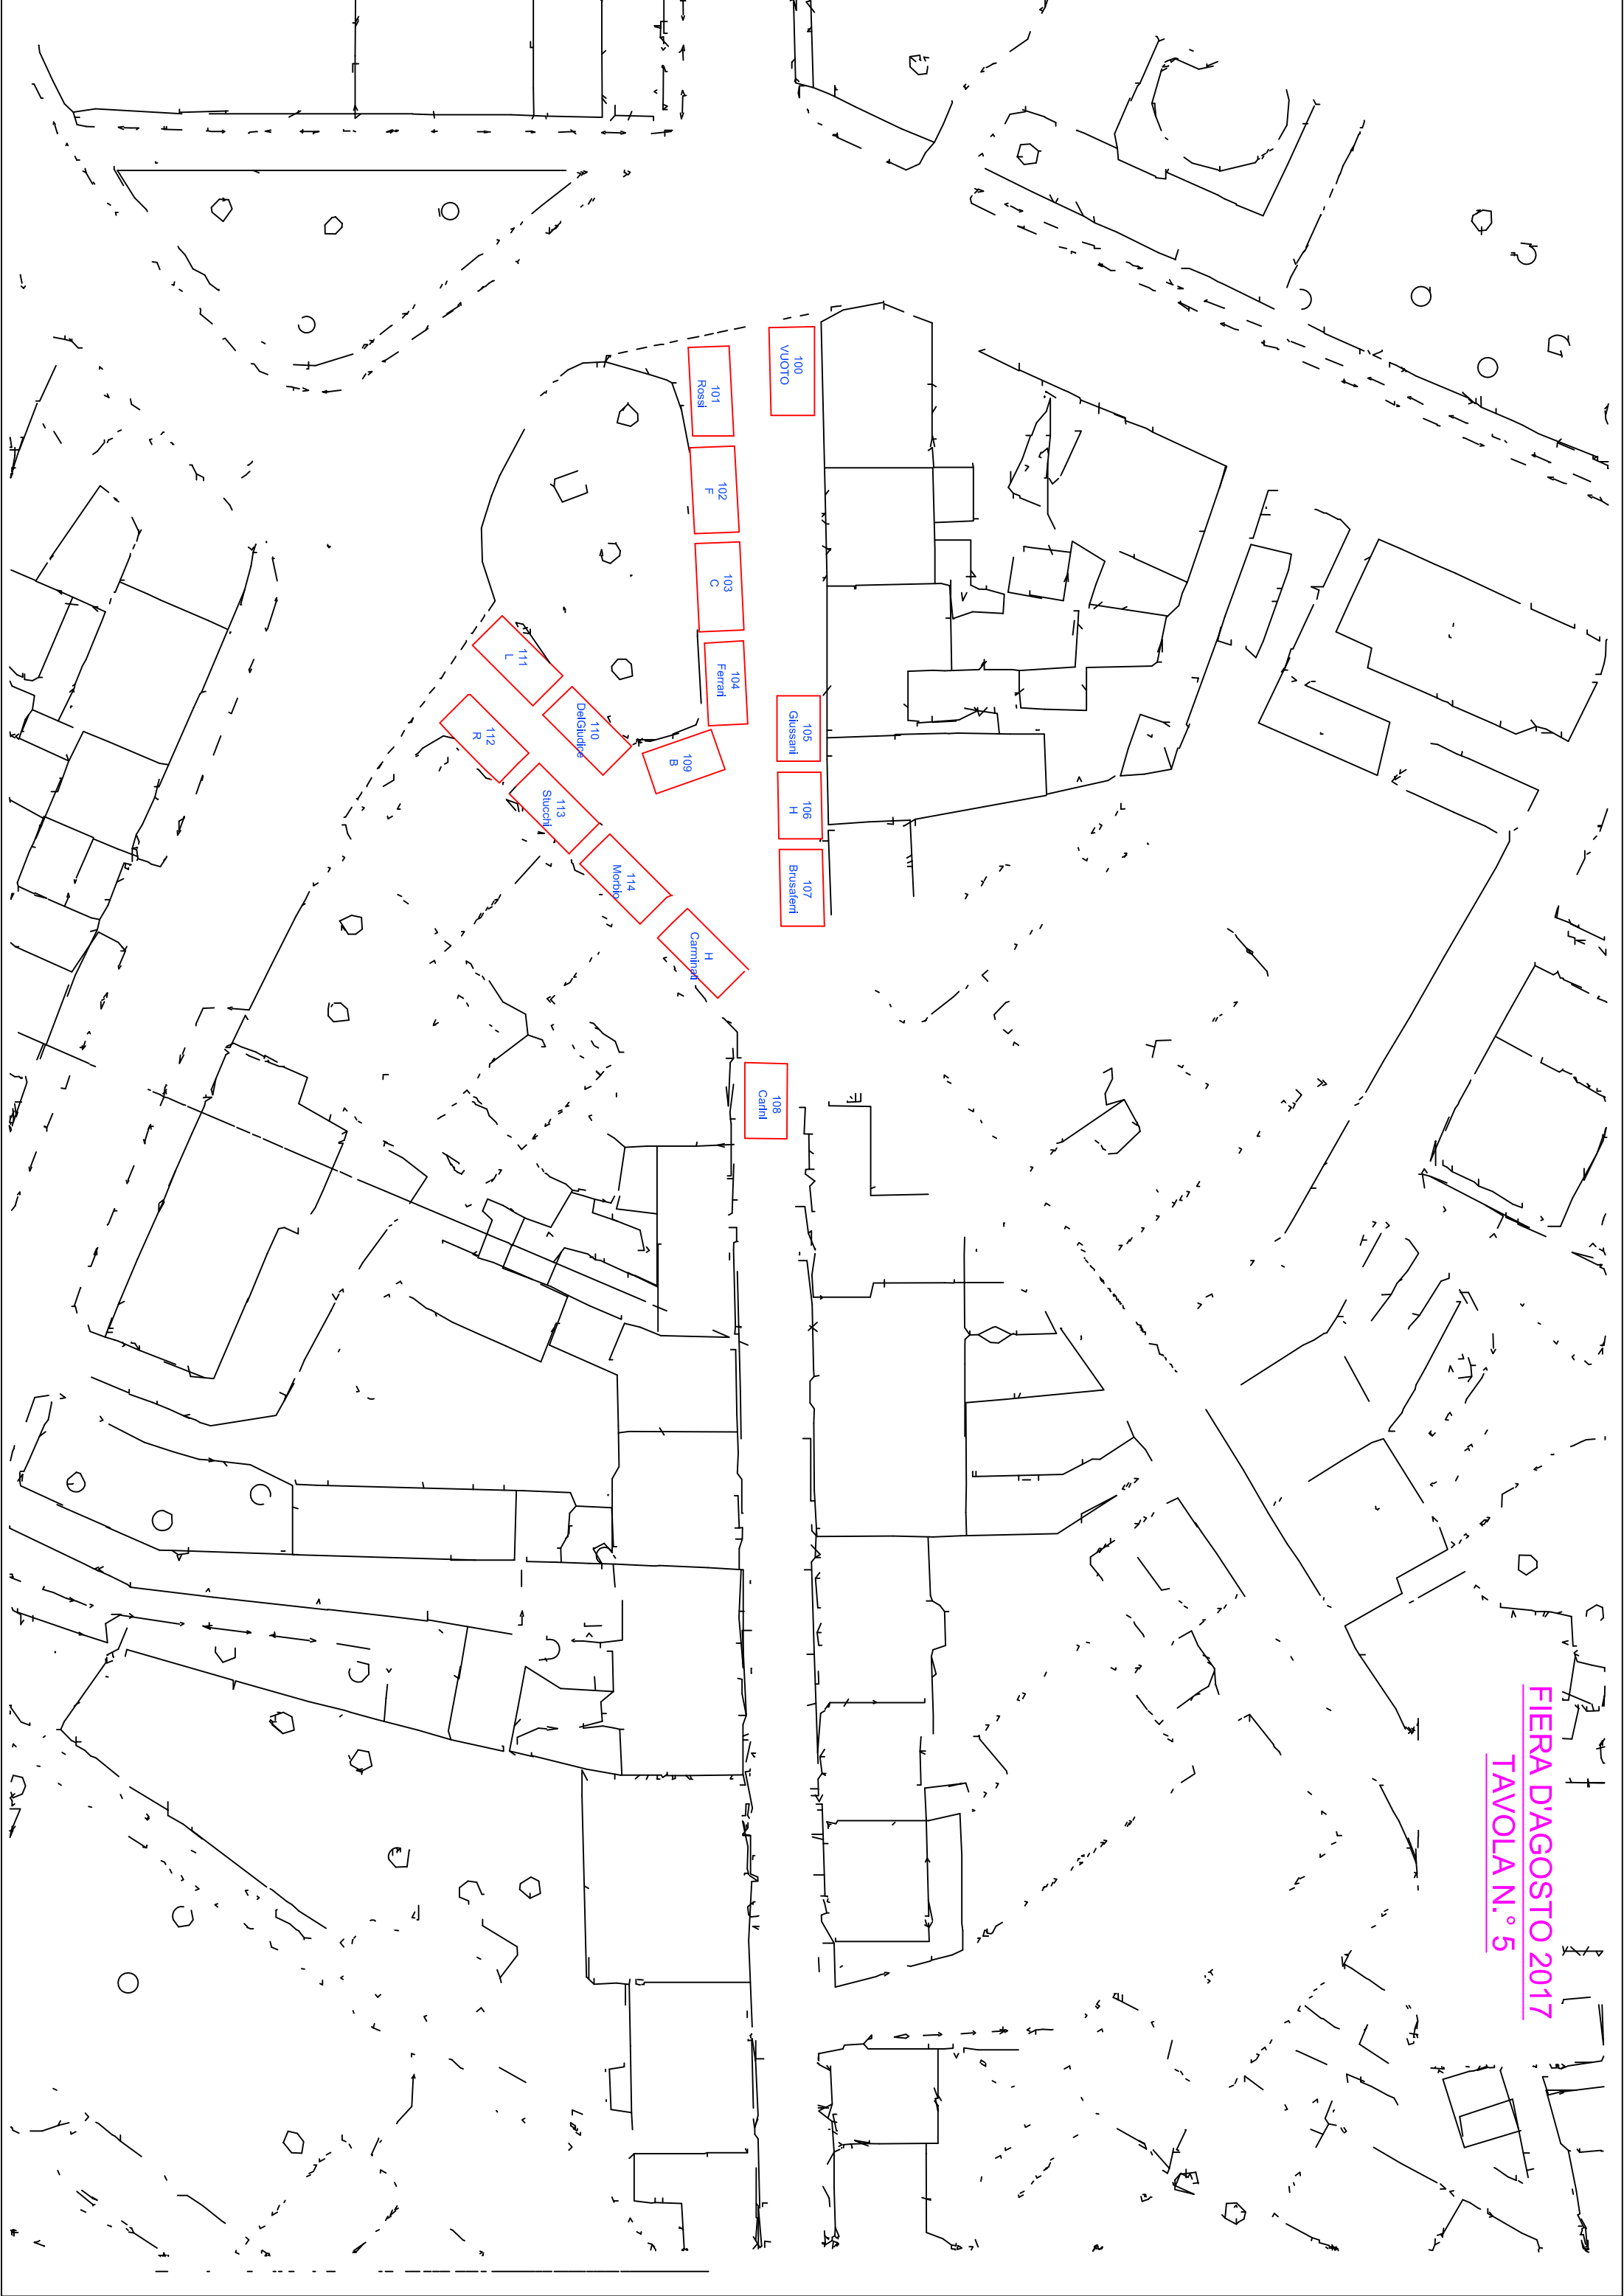 FIERA D'AGOSTO 2017
TAVOLA N.° 5
100
VUOTO
101
Rossi
102
F
103
C
104
Ferrari
105
Giussani
106
H
107
Brusaferri
108
CarInI
109
B
110
DelGiudice
111
L
112
R
113
Stucchi
114
Morbio
H
Carminati